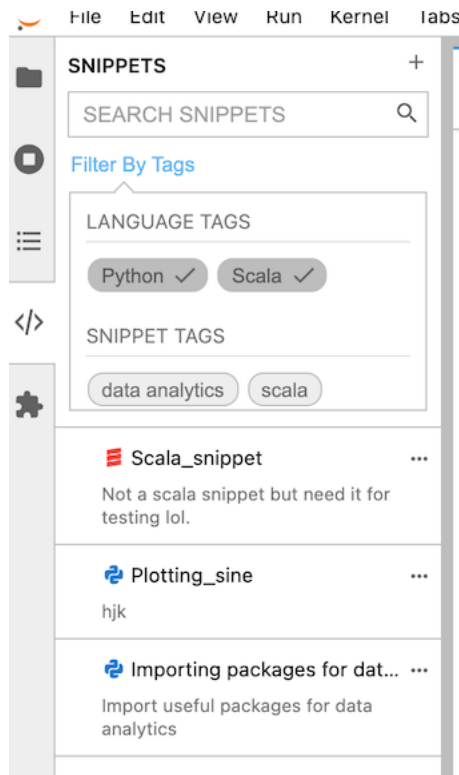 File Edit View Run Kernel Tabs
SNIPPETS +
SEARCH SNIPPETS
Filter By Tags
LANGUAGE TAGS
Python ✓ Scala ✓
SNIPPET TAGS
data analytics scala
</>
Scala_snippet ...
Not a scala snippet but need it for
testing lol.
Plotting_sine ...
hjk
Importing packages for dat... ...
Import useful packages for data
analytics